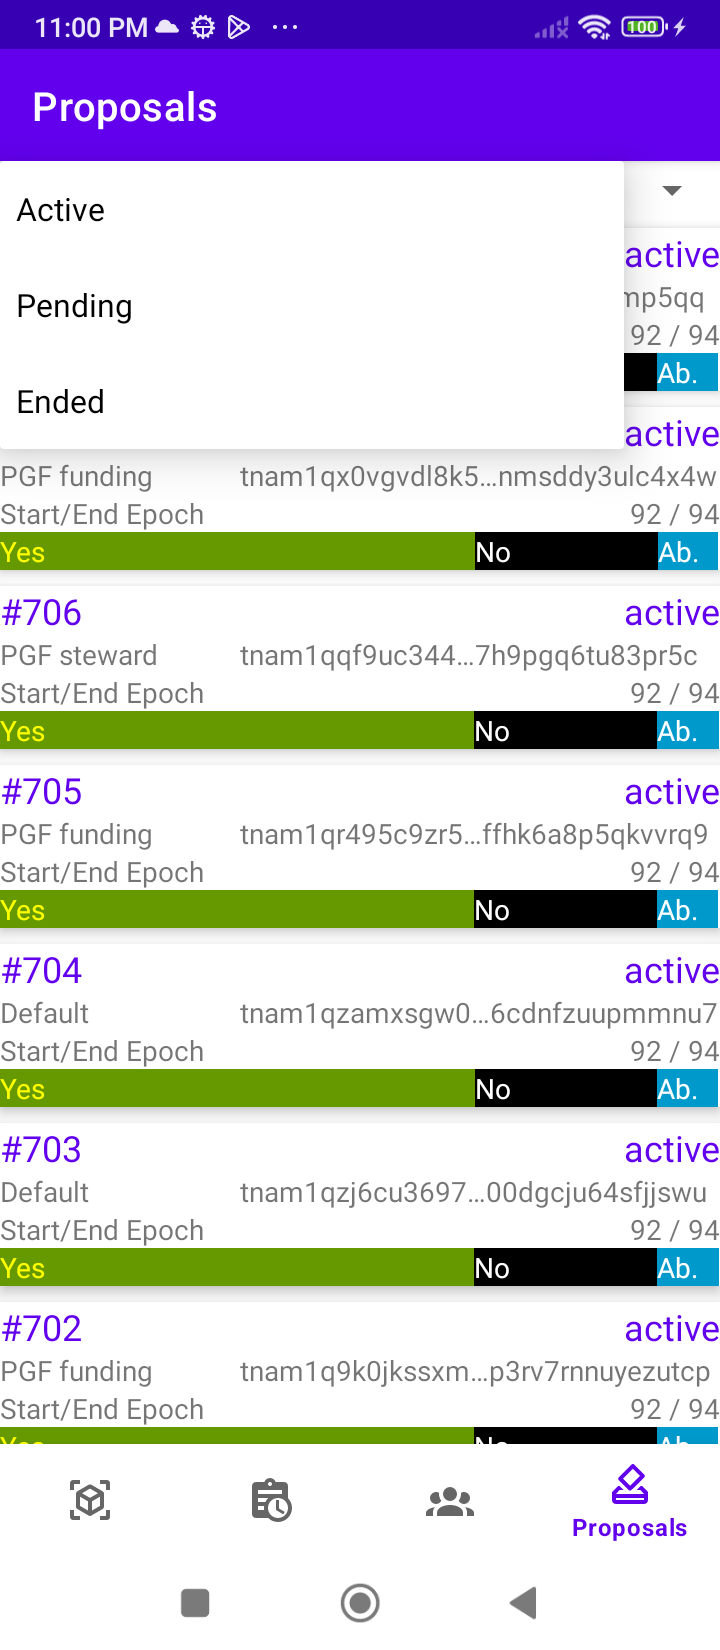 11:00 PM 100
Proposals
Active
active
Pending
mp5qq
92 / 94
Ab.
Ended
active
PGF funding tnam1qx0vgvdl8k5...nmsddy3ulc4x4w
Start/End Epoch 92 / 94
Yes No Ab.
#706 active
PGF steward tnam1qqf9uc344...7h9pgq6tu83pr5c
Start/End Epoch 92 / 94
Yes No Ab.
#705 active
PGF funding tnam1qr495c9zr5...ffhk6a8p5qkvvrq9
Start/End Epoch 92 / 94
Yes No Ab.
#704 active
Default tnam1qzamxsgw0...6cdnfzuupmmnu7
Start/End Epoch 92 / 94
Yes No Ab.
#703 active
Default tnam1qzj6cu3697...00dgcju64sfjjswu
Start/End Epoch 92 / 94
Yes No Ab.
#702 active
PGF funding tnam1q9k0jkssxm...p3rv7rnnuyezutcp
Start/End Epoch 92 / 94
Yes No Ab.
Proposals